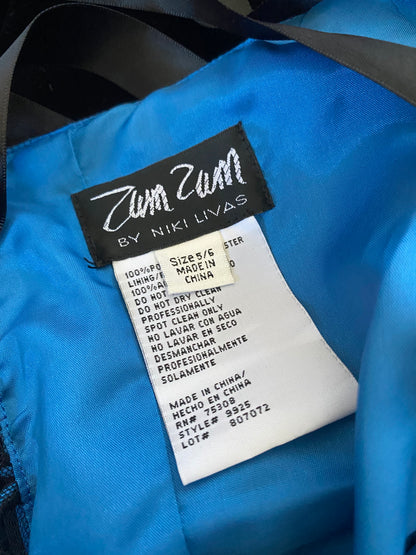 Zum Zum
BY NIKI LIVAS
Size 5/6
MADE IN
CHINA
DO NOT
DO NOT DRY CLEAN
PROFESSIONALLY
SPOT CLEAN ONLY
NO LAVAR CON AGUA
NO LAVAR EN SECO
DESMANCHAR
PROFESIONALMENTE
SOLAMENTE
MADE IN CHINA/
HECHO EN CHINA
RN# 75308
STYLE# 9925
LOT# 807072